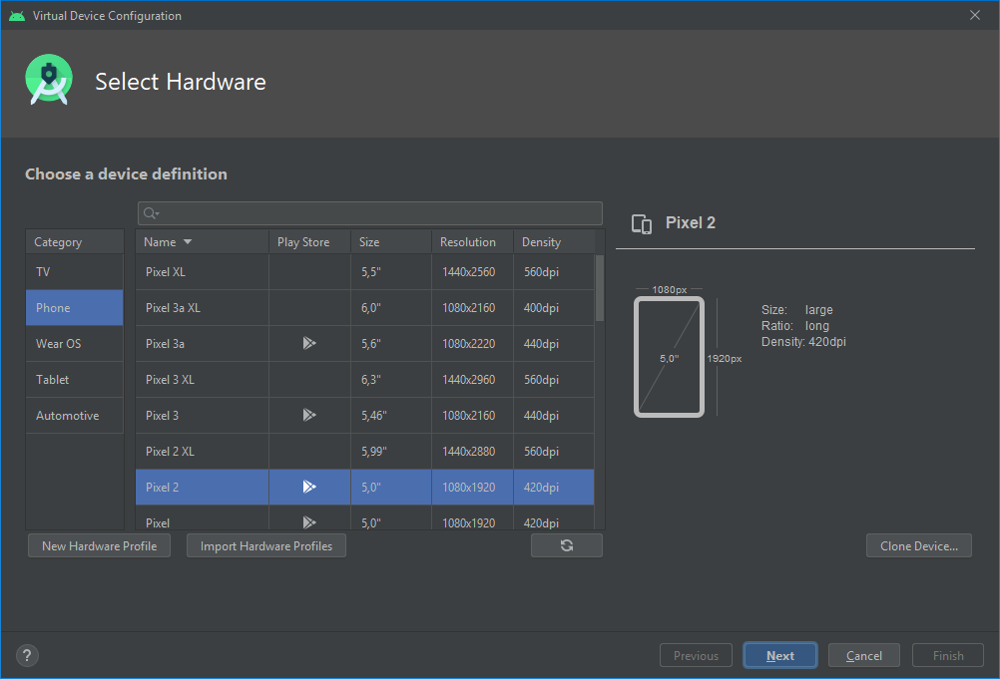 Virtual Device Configuration
Select Hardware
Choose a device definition
Category
TV
Phone
Wear OS
Tablet
Automotive
Name Play Store Size Resolution Density
Pixel XL 5,5" 1440x2560 560dpi
Pixel 3a XL 6,0" 1080x2160 400dpi
Pixel 3a 5,6" 1080x2220 440dpi
Pixel 3 XL 6,3" 1440x2960 560dpi
Pixel 3 5,46" 1080x2160 440dpi
Pixel 2 XL 5,99" 1440x2880 560dpi
Pixel 2 5,0" 1080x1920 420dpi
Pixel 5,0" 1080x1920 420dpi
New Hardware Profile Import Hardware Profiles
Pixel 2
1080px
5,0" 1920px
Size: large
Ratio: long
Density: 420dpi
Clone Device...
? Previous Next Cancel Finish